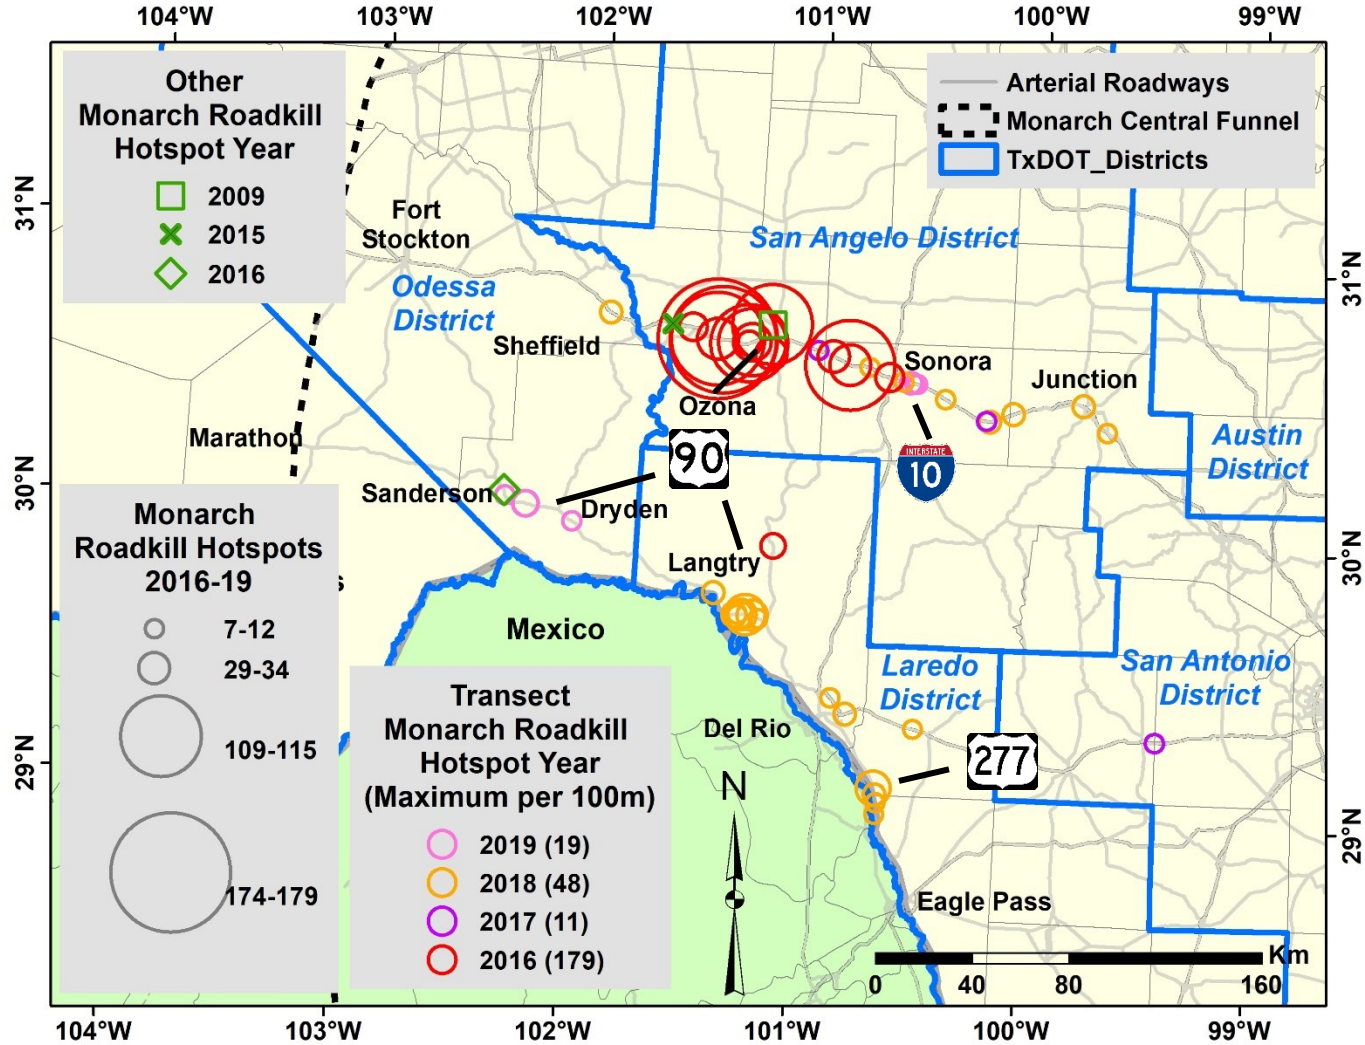 104°W 103°W 102°W 101°W 100°W 99°W
Other
Monarch Roadkill
Hotspot Year
2009
2015
2016
Arterial Roadways
Monarch Central Funnel
TxDOT_Districts
31°N
31°N
Fort
Stockton
San Angelo District
Odessa
District
Sheffield
Sonora
Junction
Ozona
Marathon
90
INTERSTATE
10
Austin
District
30°N
30°N
Sanderson
Dryden
Langtry
Monarch
Roadkill Hotspots
2016-19
7-12
29-34
109-115
174-179
s
Mexico
Laredo
District
San Antonio
District
Transect
Monarch Roadkill
Hotspot Year
(Maximum per 100m)
2019 (19)
2018 (48)
2017 (11)
2016 (179)
Del Rio
277
N
29°N
29°N
Eagle Pass
Km
0 40 80 160
104°W 103°W 102°W 101°W 100°W 99°W